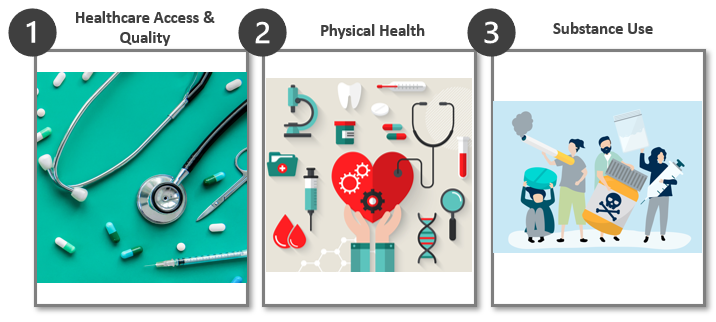 1
Healthcare Access &
Quality
2
Physical Health
3
Substance Use